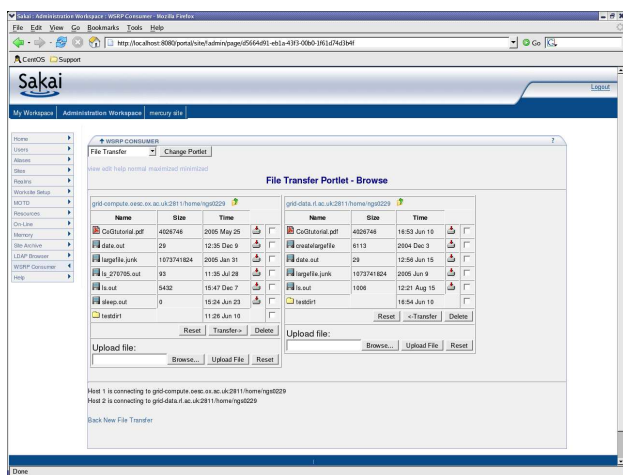 Sakai : Administration Workspace : WSRP Consumer - Mozilla Firefox
File Edit View Go Bookmarks Tools Help
http://localhost:8080/portal/site/!admin/page/d5664d91-eb1a-43f3-00b0-1f61d74d3b4f
Go
CentOS Support
Sakai
Logout
My Workspace Administration Workspace mercury site
Home
Users
Aliases
Sites
Realms
Worksite Setup
MOTD
Resources
On-Line
Memory
Site Archive
LDAP Browser
WSRP Consumer
Help
WSRP CONSUMER ?
File Transfer Change Portlet
view edit help normal maximized minimized
File Transfer Portlet - Browse
grid-compute.oesc.ox.ac.uk:2811/home/ngs0229
Name Size Time
CoGtutorial.pdf 4026746 2005 May 25
date.out 29 12:35 Dec 9
largefile.junk 1073741824 2005 Jan 31
ls_270705.out 93 11:35 Jul 28
ls.out 5432 15:47 Dec 7
sleep.out 0 15:24 Jun 23
testdir1 11:26 Jun 10
Reset Transfer-> Delete
Upload file:
Browse... Upload File Reset
grid-data.rl.ac.uk:2811/home/ngs0229
Name Size Time
CoGtutorial.pdf 4026746 16:53 Jun 10
createlargefile 6113 2004 Dec 3
date.out 29 12:56 Jun 15
largefile.junk 1073741824 2005 Jun 9
ls.out 1006 12:21 Aug 15
testdir1 16:54 Jun 10
Reset <-Transfer Delete
Upload file:
Browse... Upload File Reset
Host 1 is connecting to grid-compute.oesc.ox.ac.uk:2811/home/ngs0229
Host 2 is connecting to grid-data.rl.ac.uk:2811/home/ngs0229
Back New File Transfer
Done